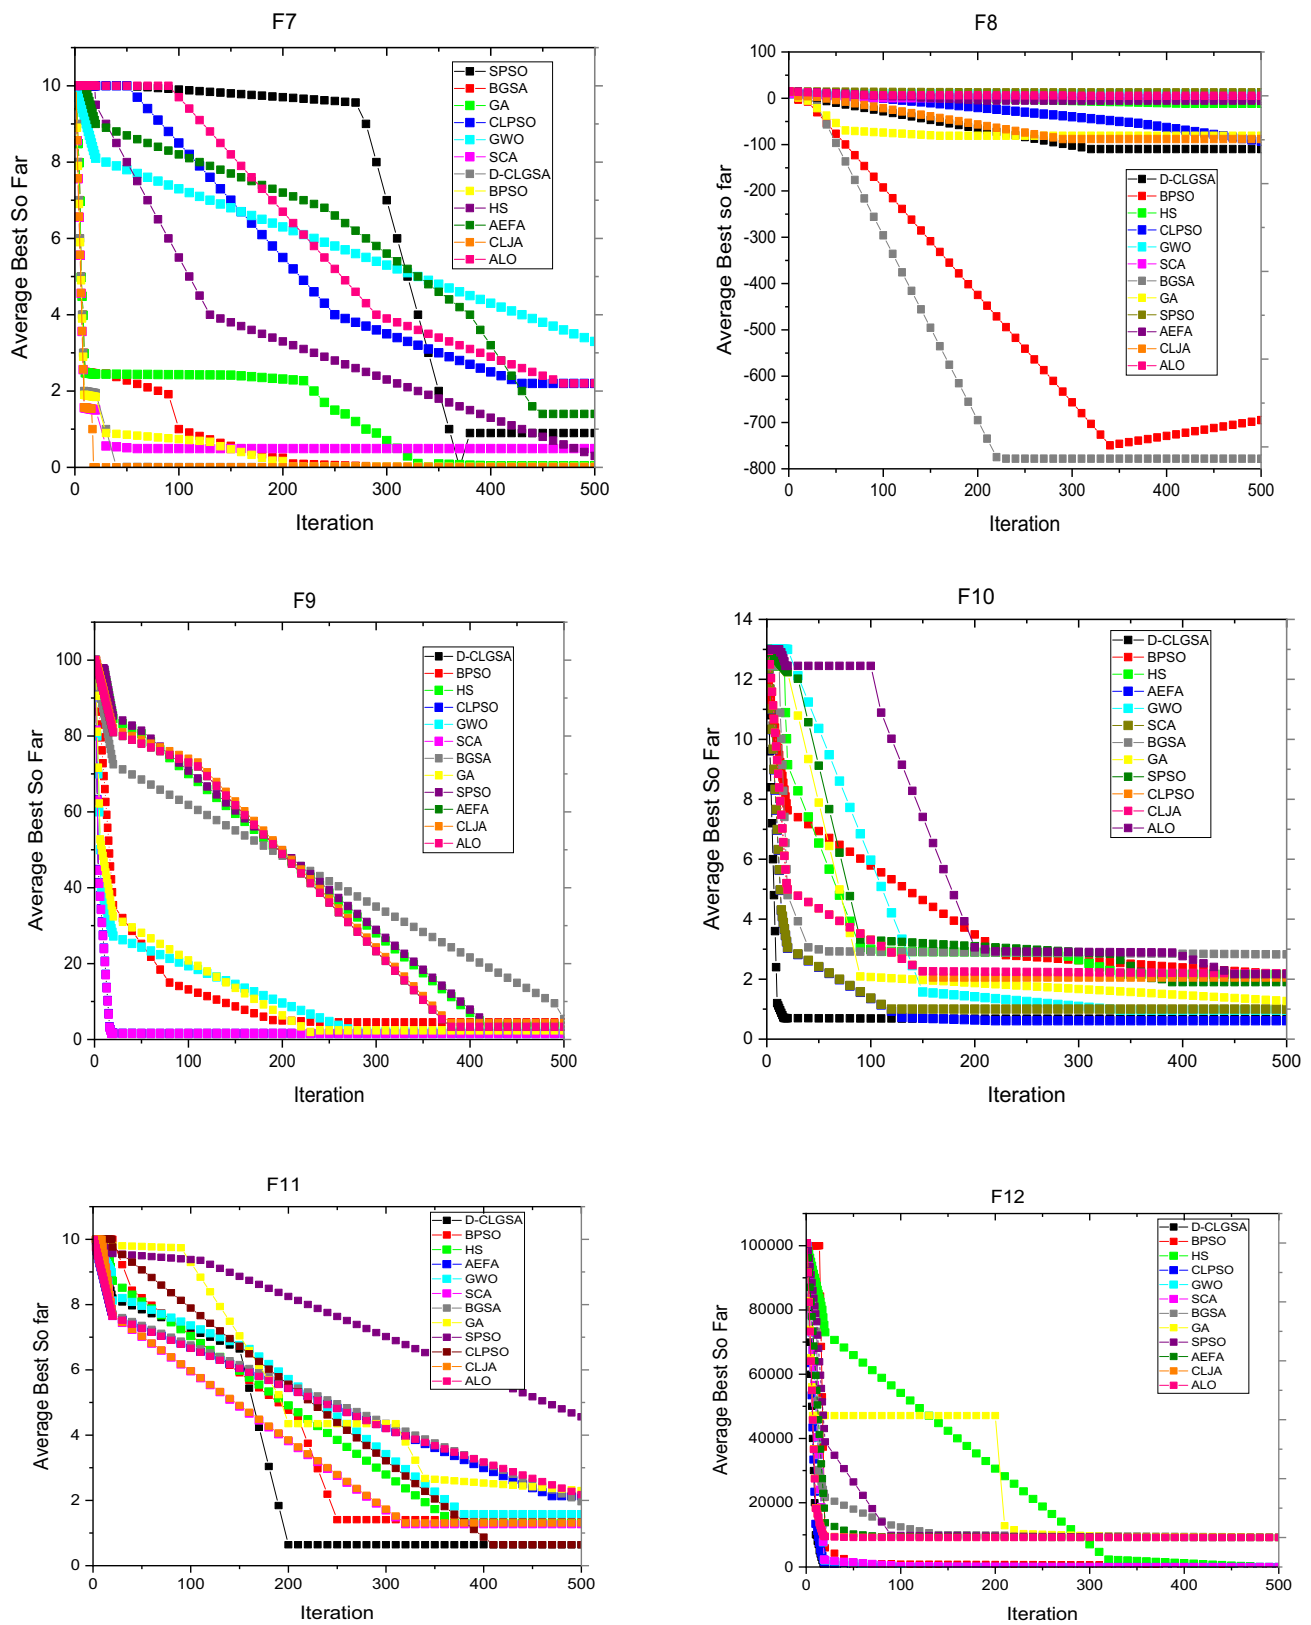 F7
10
8
6
4
2
0
Average Best So Far
0 100 200 300 400 500
Iteration
SPSO
BGSA
GA
CLPSO
GWO
SCA
D-CLGSA
BPSO
HS
AEFA
CLJA
ALO
F8
100
0
-100
-200
-300
-400
-500
-600
-700
-800
Average Best So far
0 100 200 300 400 500
Iteration
D-CLGSA
BPSO
HS
CLPSO
GWO
SCA
BGSA
GA
SPSO
AEFA
CLJA
ALO
F9
100
80
60
40
20
0
Average Best So Far
0 100 200 300 400 500
Iteration
D-CLGSA
BPSO
HS
CLPSO
GWO
SCA
BGSA
GA
SPSO
AEFA
CLJA
ALO
F10
14
12
10
8
6
4
2
0
Average Best So Far
0 100 200 300 400 500
Iteration
D-CLGSA
BPSO
HS
AEFA
GWO
SCA
BGSA
GA
SPSO
CLPSO
CLJA
ALO
F11
10
8
6
4
2
0
Average Best So far
0 100 200 300 400 500
Iteration
D-CLGSA
BPSO
HS
AEFA
GWO
SCA
BGSA
GA
SPSO
CLPSO
CLJA
ALO
F12
100000
80000
60000
40000
20000
0
Average Best So Far
0 100 200 300 400 500
Iteration
D-CLGSA
BPSO
HS
CLPSO
GWO
SCA
BGSA
GA
SPSO
AEFA
CLJA
ALO